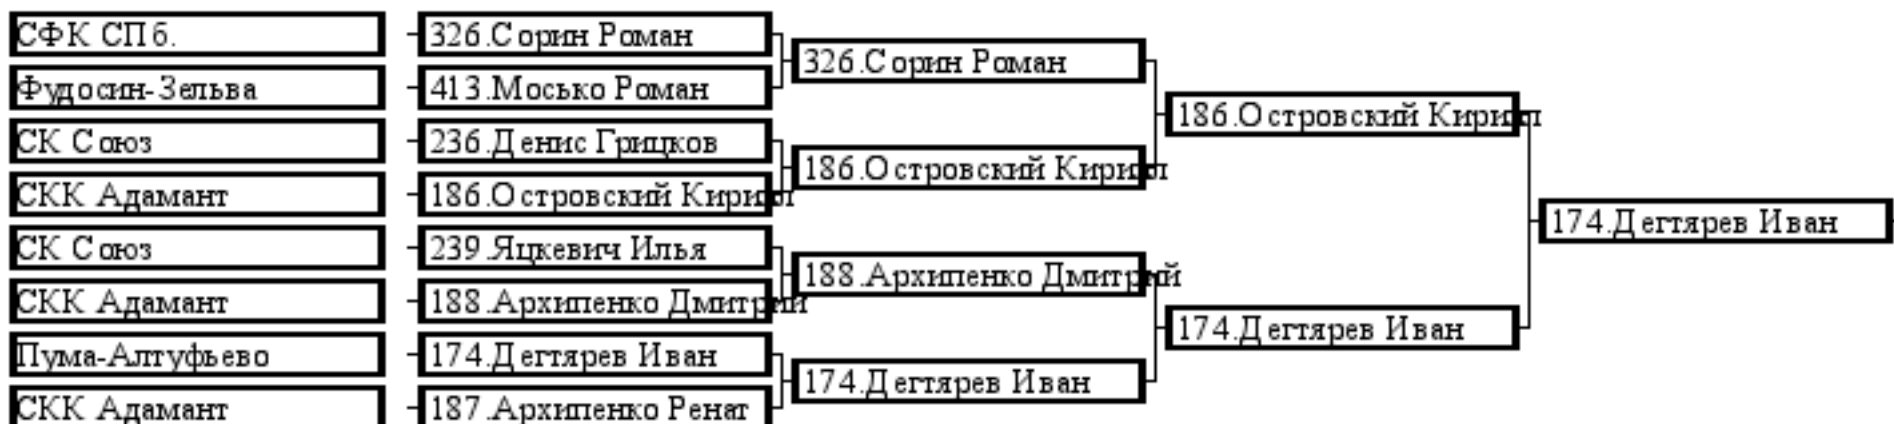 СФК СПб.
326.Сорин Роман
326.Сорин Роман
Фудосин-Зельва
413.Мосько Роман
186.Островский Кирилл
СК Союз
236.Денис Грицков
186.Островский Кирилл
СКК Адамант
186.Островский Кирилл
174.Дегтярев Иван
СК Союз
239.Яцкевич Илья
188.Архипенко Дмитрий
СКК Адамант
188.Архипенко Дмитрий
174.Дегтярев Иван
Пума-Алтуфьево
174.Дегтярев Иван
174.Дегтярев Иван
СКК Адамант
187.Архипенко Ренат